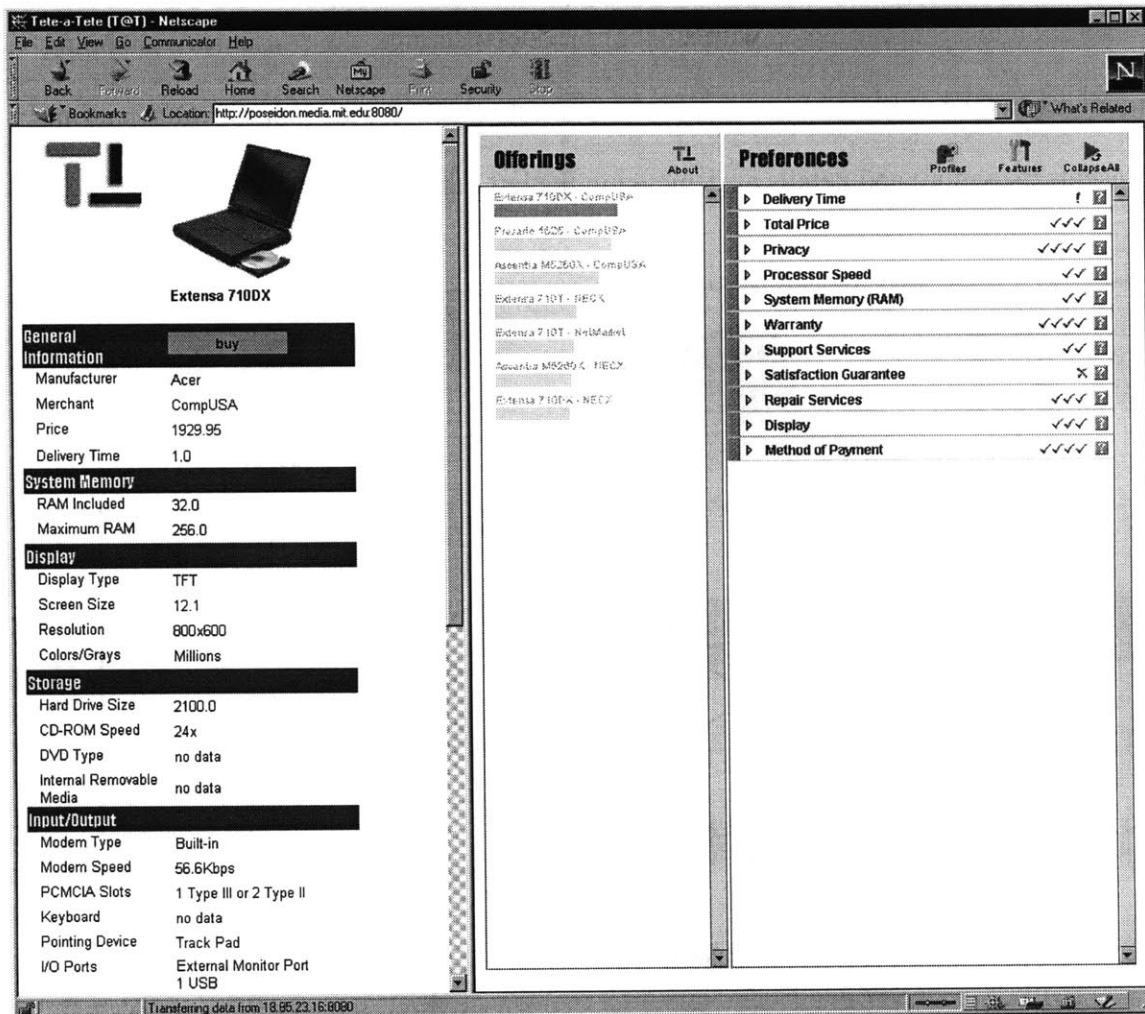 Tete-a-Tete (T@T) - Netscape
File Edit View Go Communicator Help
Back Forward Reload Home Search Netscape Print Security Stop
My
N
Bookmarks Location: http://poseidon.media.mit.edu:8080/ What's Related
Extensa 710DX
General Information
buy
Manufacturer Acer
Merchant CompUSA
Price 1929.95
Delivery Time 1.0
System Memory
RAM Included 32.0
Maximum RAM 256.0
Display
Display Type TFT
Screen Size 12.1
Resolution 800x600
Colors/Grays Millions
Storage
Hard Drive Size 2100.0
CD-ROM Speed 24x
DVD Type no data
Internal Removable
Media no data
Input/Output
Modem Type Built-in
Modem Speed 56.6Kbps
PCMCIA Slots 1 Type III or 2 Type II
Keyboard no data
Pointing Device Track Pad
I/O Ports External Monitor Port
1 USB
Offerings
About
Extensa 710DX - CompUSA
Presario 1625 - CompUSA
Ascentia M5260X - CompUSA
Extensa 710T - NECX
Extensa 710T - NetMarket
Ascentia M5260X - NECX
Extensa 710DX - NECX
Preferences
Profiles Features CollapseAll
Delivery Time ! ?
Total Price ✓✓✓ ?
Privacy ✓✓✓✓ ?
Processor Speed ✓✓ ?
System Memory (RAM) ✓✓ ?
Warranty ✓✓✓✓ ?
Support Services ✓✓ ?
Satisfaction Guarantee ✗ ?
Repair Services ✓✓✓ ?
Display ✓✓✓ ?
Method of Payment ✓✓✓✓ ?
Transferring data from 18.85.23.16:8080